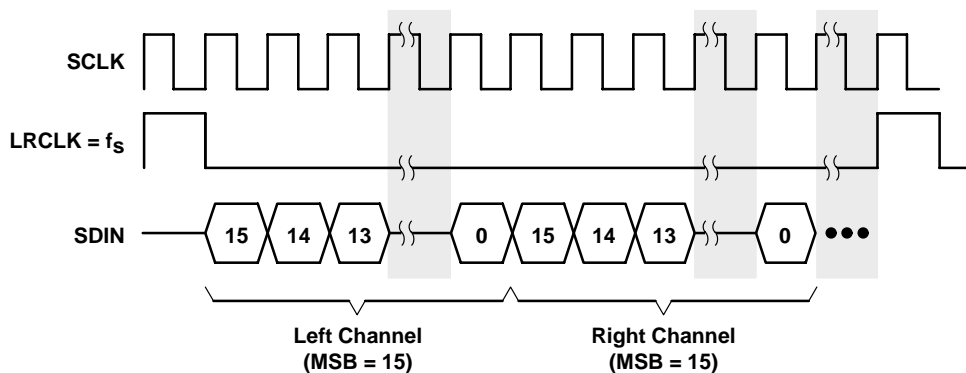 SCLK
LRCLK = fs
SDIN
15 14 13 0 15 14 13 0
Left Channel
(MSB = 15)
Right Channel
(MSB = 15)